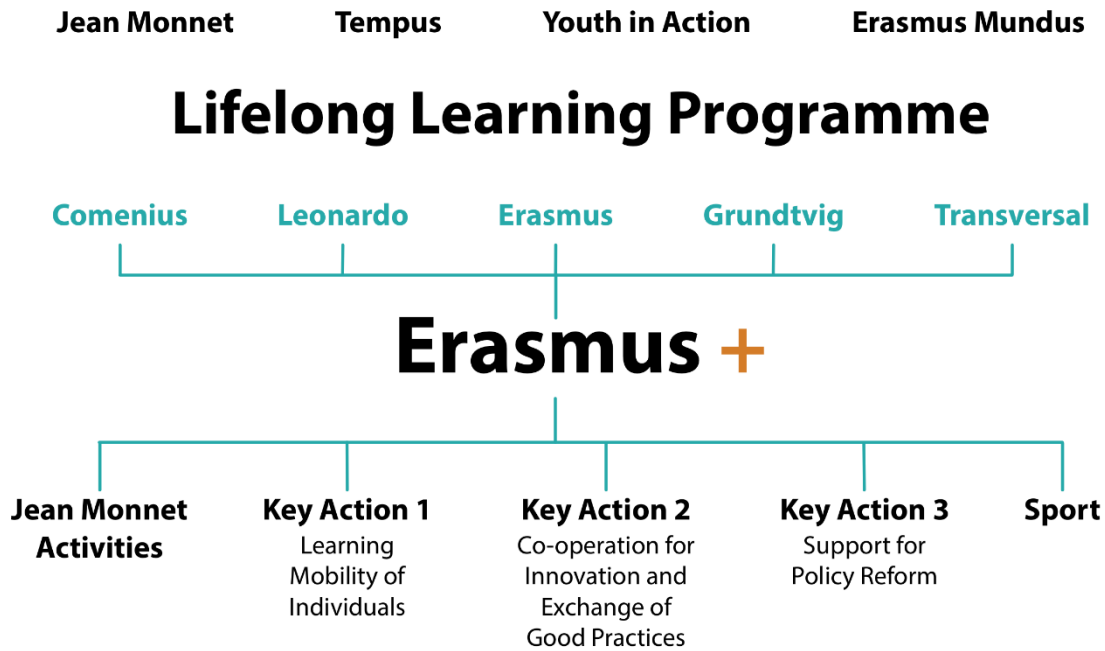 Jean Monnet Tempus Youth in Action Erasmus Mundus
Lifelong Learning Programme
Comenius Leonardo Erasmus Grundtvig Transversal
Erasmus +
Jean Monnet
Activities
Key Action 1
Learning
Mobility of
Individuals
Key Action 2
Co-operation for
Innovation and
Exchange of
Good Practices
Key Action 3
Support for
Policy Reform
Sport